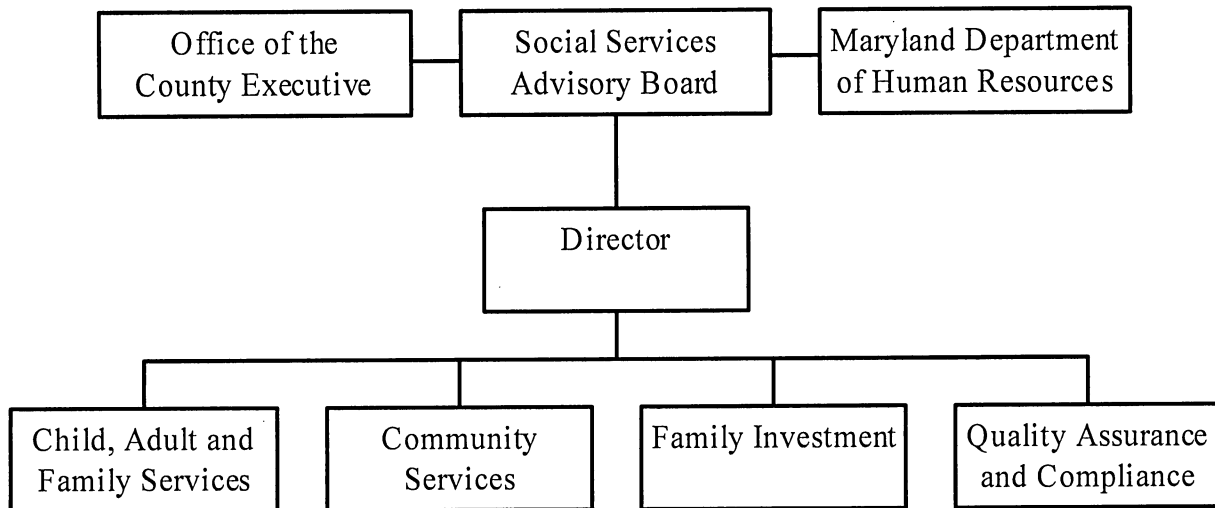 Office of the
County Executive
Social Services
Advisory Board
Maryland Department
of Human Resources
Director
Child, Adult and
Family Services
Community
Services
Family Investment
Quality Assurance
and Compliance